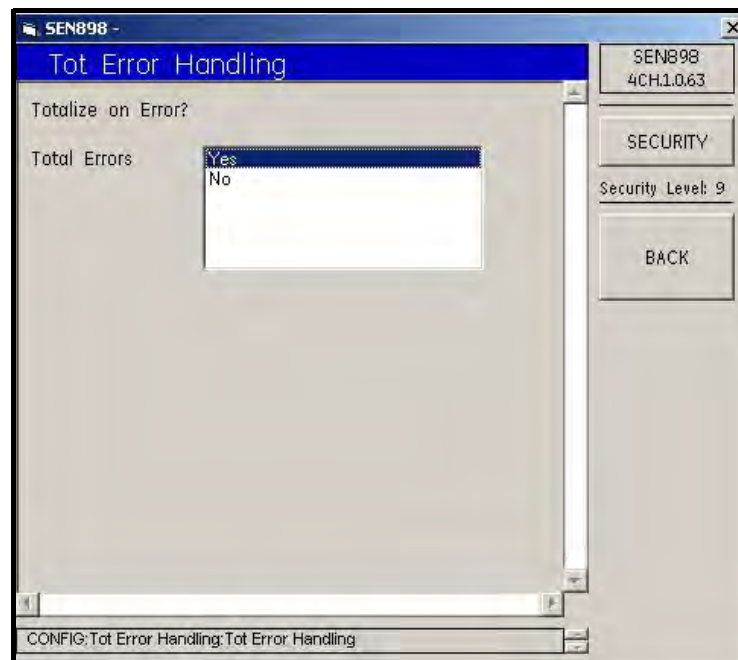 SEN898 -
Tot Error Handling
Totalize on Error?
Total Errors
Yes
No
SEN898
4CH.1.0.63
SECURITY
Security Level: 9
BACK
CONFIG;Tot Error Handling:Tot Error Handling